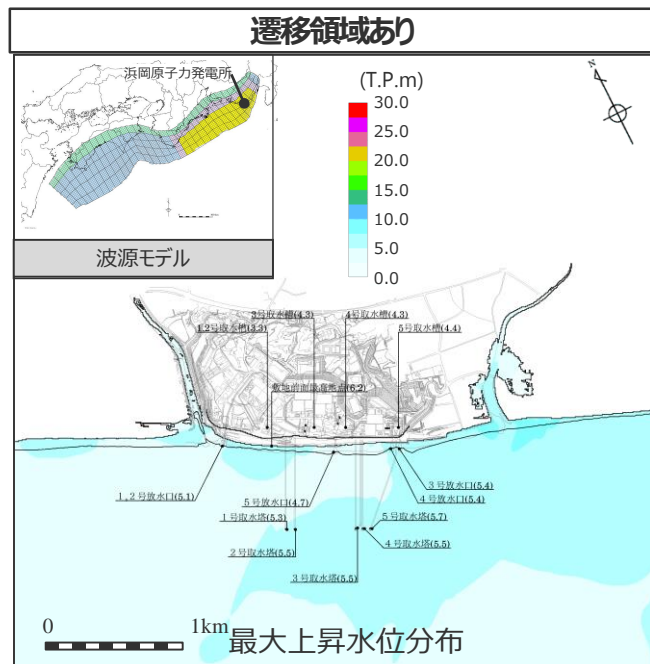 遷移領域あり
浜岡原子力発電所
波源モデル
(T.P.m)
30.0
25.0
20.0
15.0
10.0
5.0
0.0
N
3号取水槽(4.3)
4号取水槽(4.3)
1,2号取水槽(3.3)
5号取水槽(4.4)
敷地前面最高地点(6.2)
1,2号放水口(5.1)
5号放水口(4.7)
3号放水口(5.4)
4号放水口(5.4)
1号取水塔(5.3)
5号取水塔(5.7)
2号取水塔(5.5)
4号取水塔(5.5)
3号取水塔(5.5)
0 1km
最大上昇水位分布